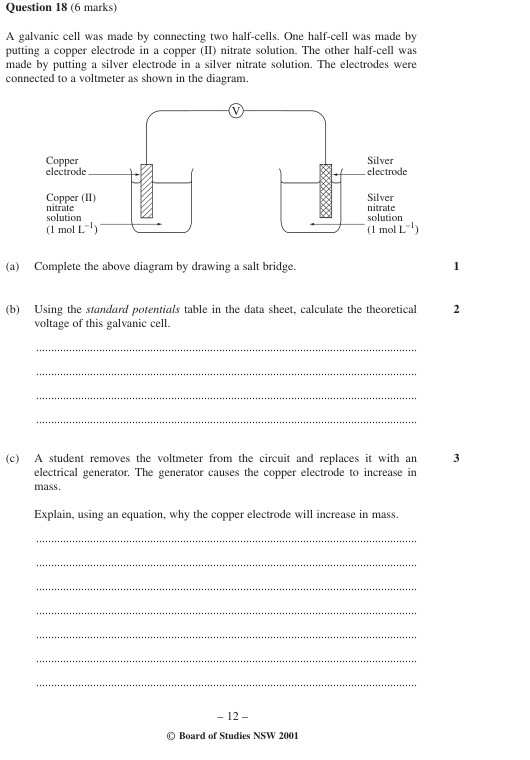 Question 18 (6 marks)
A galvanic cell was made by connecting two half-cells. One half-cell was made by
putting a copper electrode in a copper (II) nitrate solution. The other half-cell was
made by putting a silver electrode in a silver nitrate solution. The electrodes were
connected to a voltmeter as shown in the diagram.
V
Copper
electrode
Copper (II)
nitrate
solution
(1 mol L⁻¹)
Silver
electrode
Silver
nitrate
solution
(1 mol L⁻¹)
(a) Complete the above diagram by drawing a salt bridge. 1
(b) Using the standard potentials table in the data sheet, calculate the theoretical 2
voltage of this galvanic cell.
(c) A student removes the voltmeter from the circuit and replaces it with an 3
electrical generator. The generator causes the copper electrode to increase in
mass.
Explain, using an equation, why the copper electrode will increase in mass.
– 12 –
© Board of Studies NSW 2001